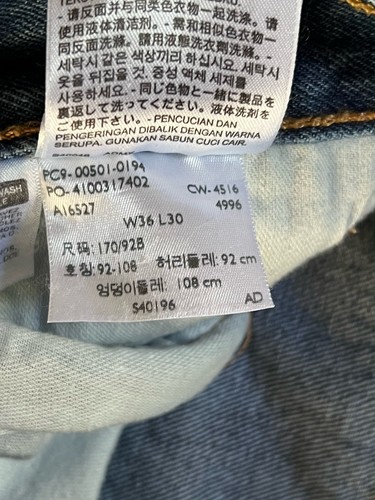 - 请反面并与同类色衣物一起洗涤。请
使用液体清洁剂。- 需和相似色衣物一
同反面洗滌。請用液態洗衣劑洗滌。-
세탁시 같은 색상끼리 하십시요. 세탁시
옷을 뒤집을 것. 중성 액체 세제를
사용하세요. - 同じ色物と一緒に製品を
裏返して洗ってください。液体洗剤を
ご使用下さい。- PENCUCIAN DAN
PENGERINGAN DIBALIK DENGAN WARNA
SERUPA. GUNAKAN SABUN CUCI CAIR.
WASH
PC9-00501-0194
PO-4100317402
CW-4516
A16527
4996
W36 L30
尺码: 170/92B
호칭: 92-108 허리둘레: 92 cm
엉덩이둘레: 108 cm
S40196
AD